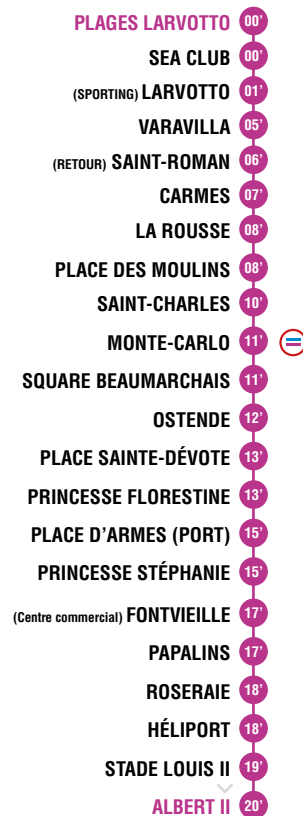 PLAGES LARVOTTO 00’
SEA CLUB 00’
(SPORTING) LARVOTTO 01’
VARAVILLA 05’
(RETOUR) SAINT-ROMAN 06’
CARMES 07’
LA ROUSSE 08’
PLACE DES MOULINS 08’
SAINT-CHARLES 10’
MONTE-CARLO 11’
SQUARE BEAUMARCHAIS 11’
OSTENDE 12’
PLACE SAINTE-DÉVOTE 13’
PRINCESSE FLORESTINE 13’
PLACE D’ARMES (PORT) 15’
PRINCESSE STÉPHANIE 15’
(Centre commercial) FONTVIEILLE 17’
PAPALINS 17’
ROSERAIE 18’
HÉLIPORT 18’
STADE LOUIS II 19’
ALBERT II 20’